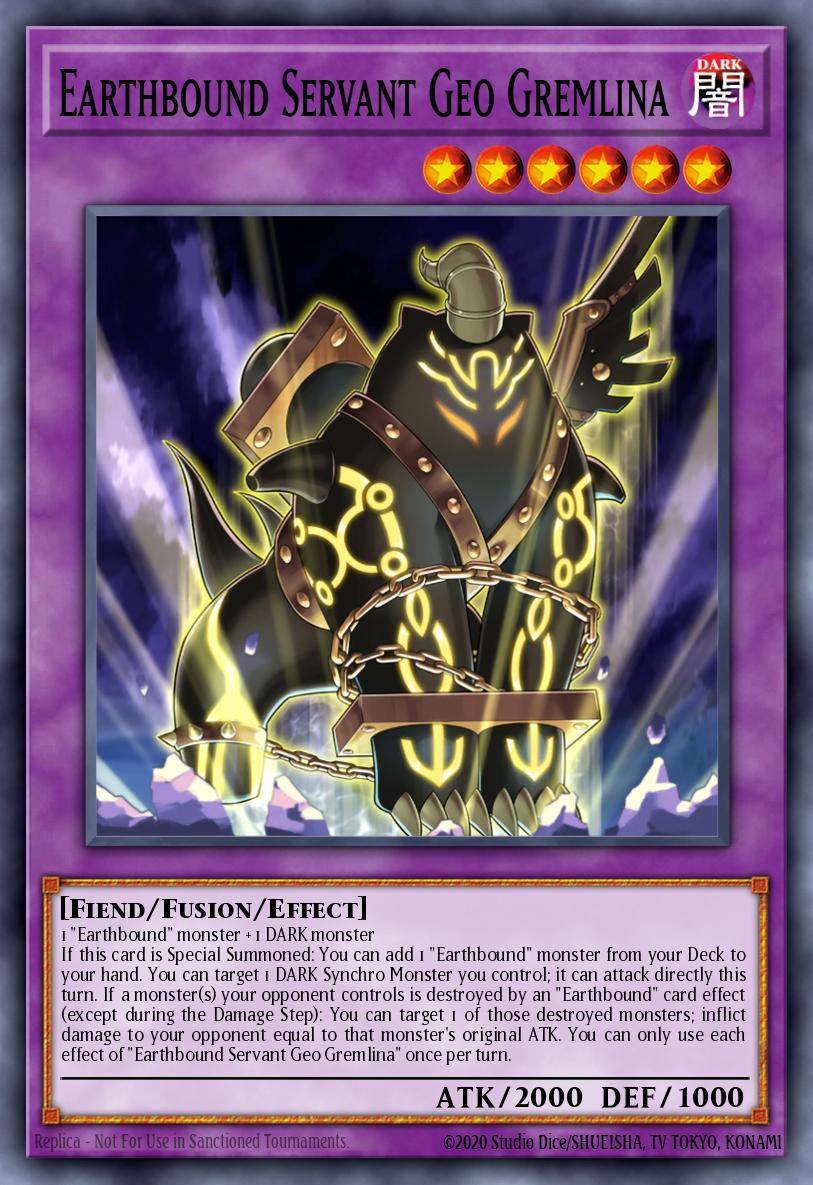 Earthbound Servant Geo Gremlina
DARK
闇
[Fiend/Fusion/Effect]
1 "Earthbound" monster + 1 DARK monster
If this card is Special Summoned: You can add 1 "Earthbound" monster from your Deck to
your hand. You can target 1 DARK Synchro Monster you control; it can attack directly this
turn. If a monster(s) your opponent controls is destroyed by an "Earthbound" card effect
(except during the Damage Step): You can target 1 of those destroyed monsters; inflict
damage to your opponent equal to that monster's original ATK. You can only use each
effect of "Earthbound Servant Geo Gremlina" once per turn.
ATK/2000 DEF/1000
Replica - Not For Use in Sanctioned Tournaments.
©2020 Studio Dice/SHUEISHA, TV TOKYO, KONAMI